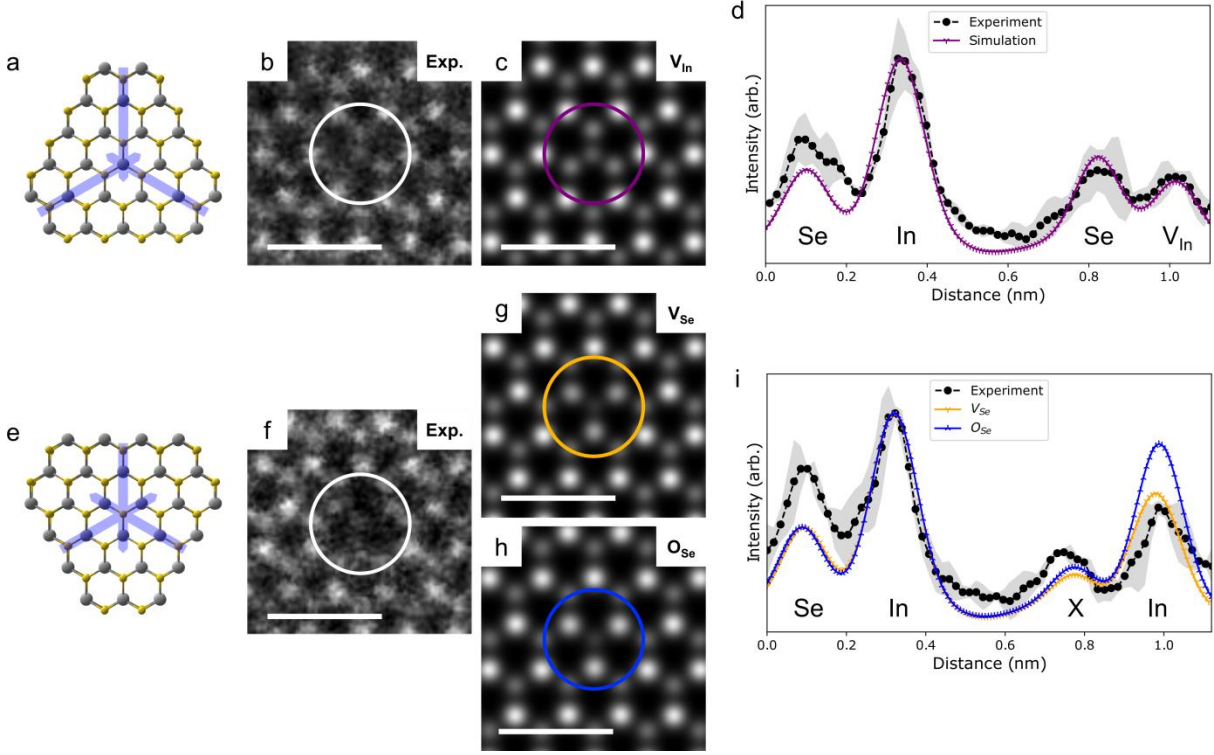 a
b
Exp.
c
V_In
d
Experiment
Simulation
Intensity (arb.)
Se
In
Se
V_In
0.0 0.2 0.4 0.6 0.8 1.0
Distance (nm)
e
f
Exp.
g
V_Se
h
O_Se
i
Experiment
V_Se
O_Se
Intensity (arb.)
Se
In
X
In
0.0 0.2 0.4 0.6 0.8 1.0
Distance (nm)